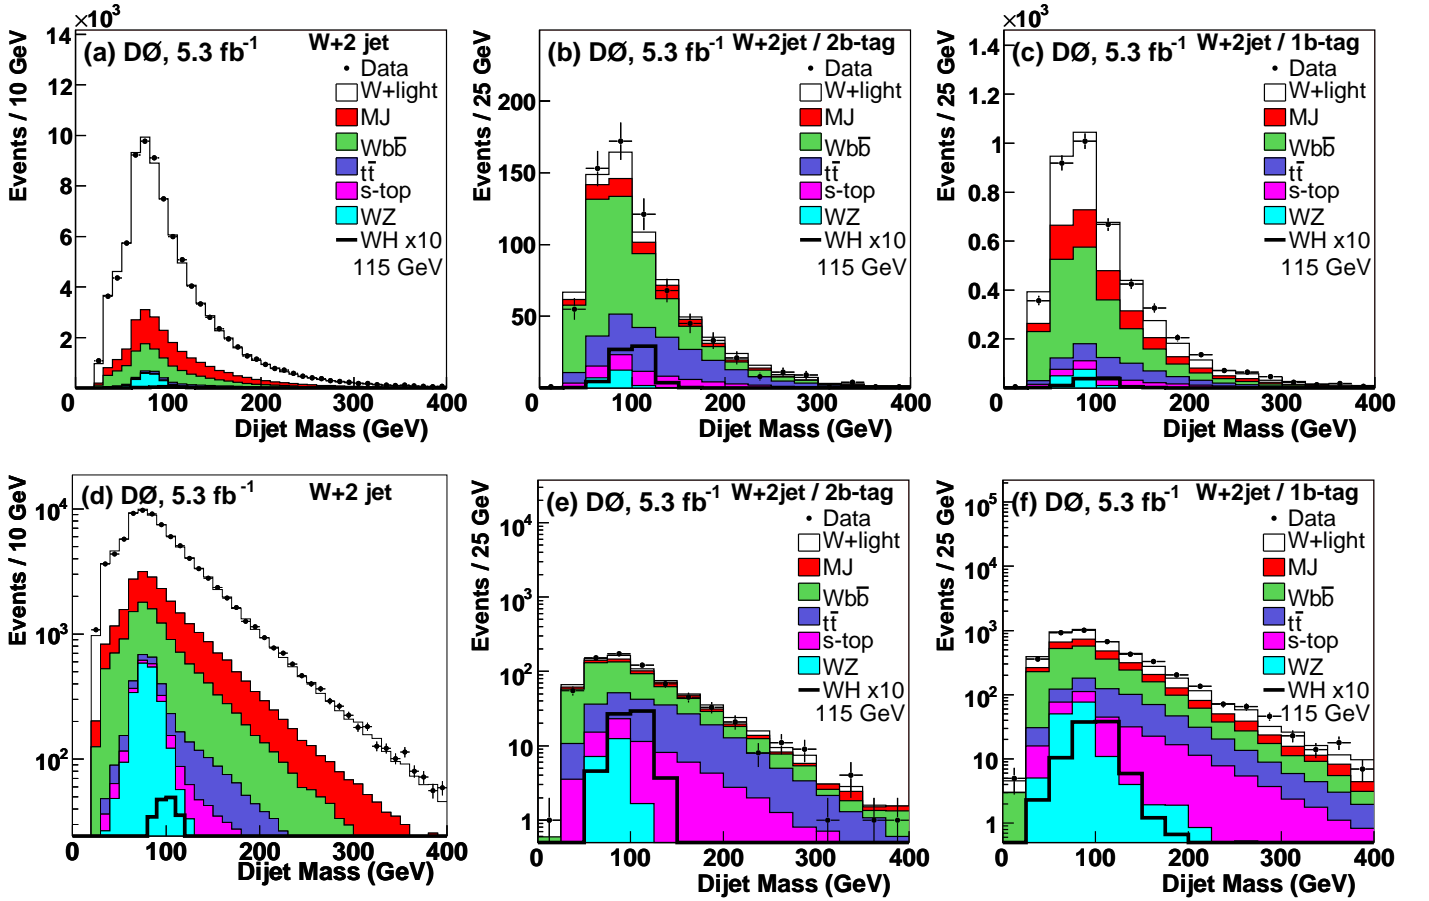 ×10³
(a) DØ, 5.3 fb⁻¹ W+2 jet
Events / 10 GeV
14
12
10
8
6
4
2
Data
W+light
MJ
Wbb̄
tt̄
s-top
WZ
WH x10
115 GeV
0 100 200 300 400
Dijet Mass (GeV)
(b) DØ, 5.3 fb⁻¹ W+2jet / 2b-tag
Events / 25 GeV
200
150
100
50
Data
W+light
MJ
Wbb̄
tt̄
s-top
WZ
WH x10
115 GeV
0 100 200 300 400
Dijet Mass (GeV)
×10³
(c) DØ, 5.3 fb⁻¹ W+2jet / 1b-tag
Events / 25 GeV
1.4
1.2
1
0.8
0.6
0.4
0.2
Data
W+light
MJ
Wbb̄
tt̄
s-top
WZ
WH x10
115 GeV
0 100 200 300 400
Dijet Mass (GeV)
(d) DØ, 5.3 fb⁻¹ W+2 jet
Events / 10 GeV
10⁴
10³
10²
0 100 200 300 400
Dijet Mass (GeV)
(e) DØ, 5.3 fb⁻¹ W+2jet / 2b-tag
Events / 25 GeV
10⁴
10³
10²
10
1
Data
W+light
MJ
Wbb̄
tt̄
s-top
WZ
WH x10
115 GeV
0 100 200 300 400
Dijet Mass (GeV)
(f) DØ, 5.3 fb⁻¹ W+2jet / 1b-tag
Events / 25 GeV
10⁵
10⁴
10³
10²
10
1
Data
W+light
MJ
Wbb̄
tt̄
s-top
WZ
WH x10
115 GeV
0 100 200 300 400
Dijet Mass (GeV)